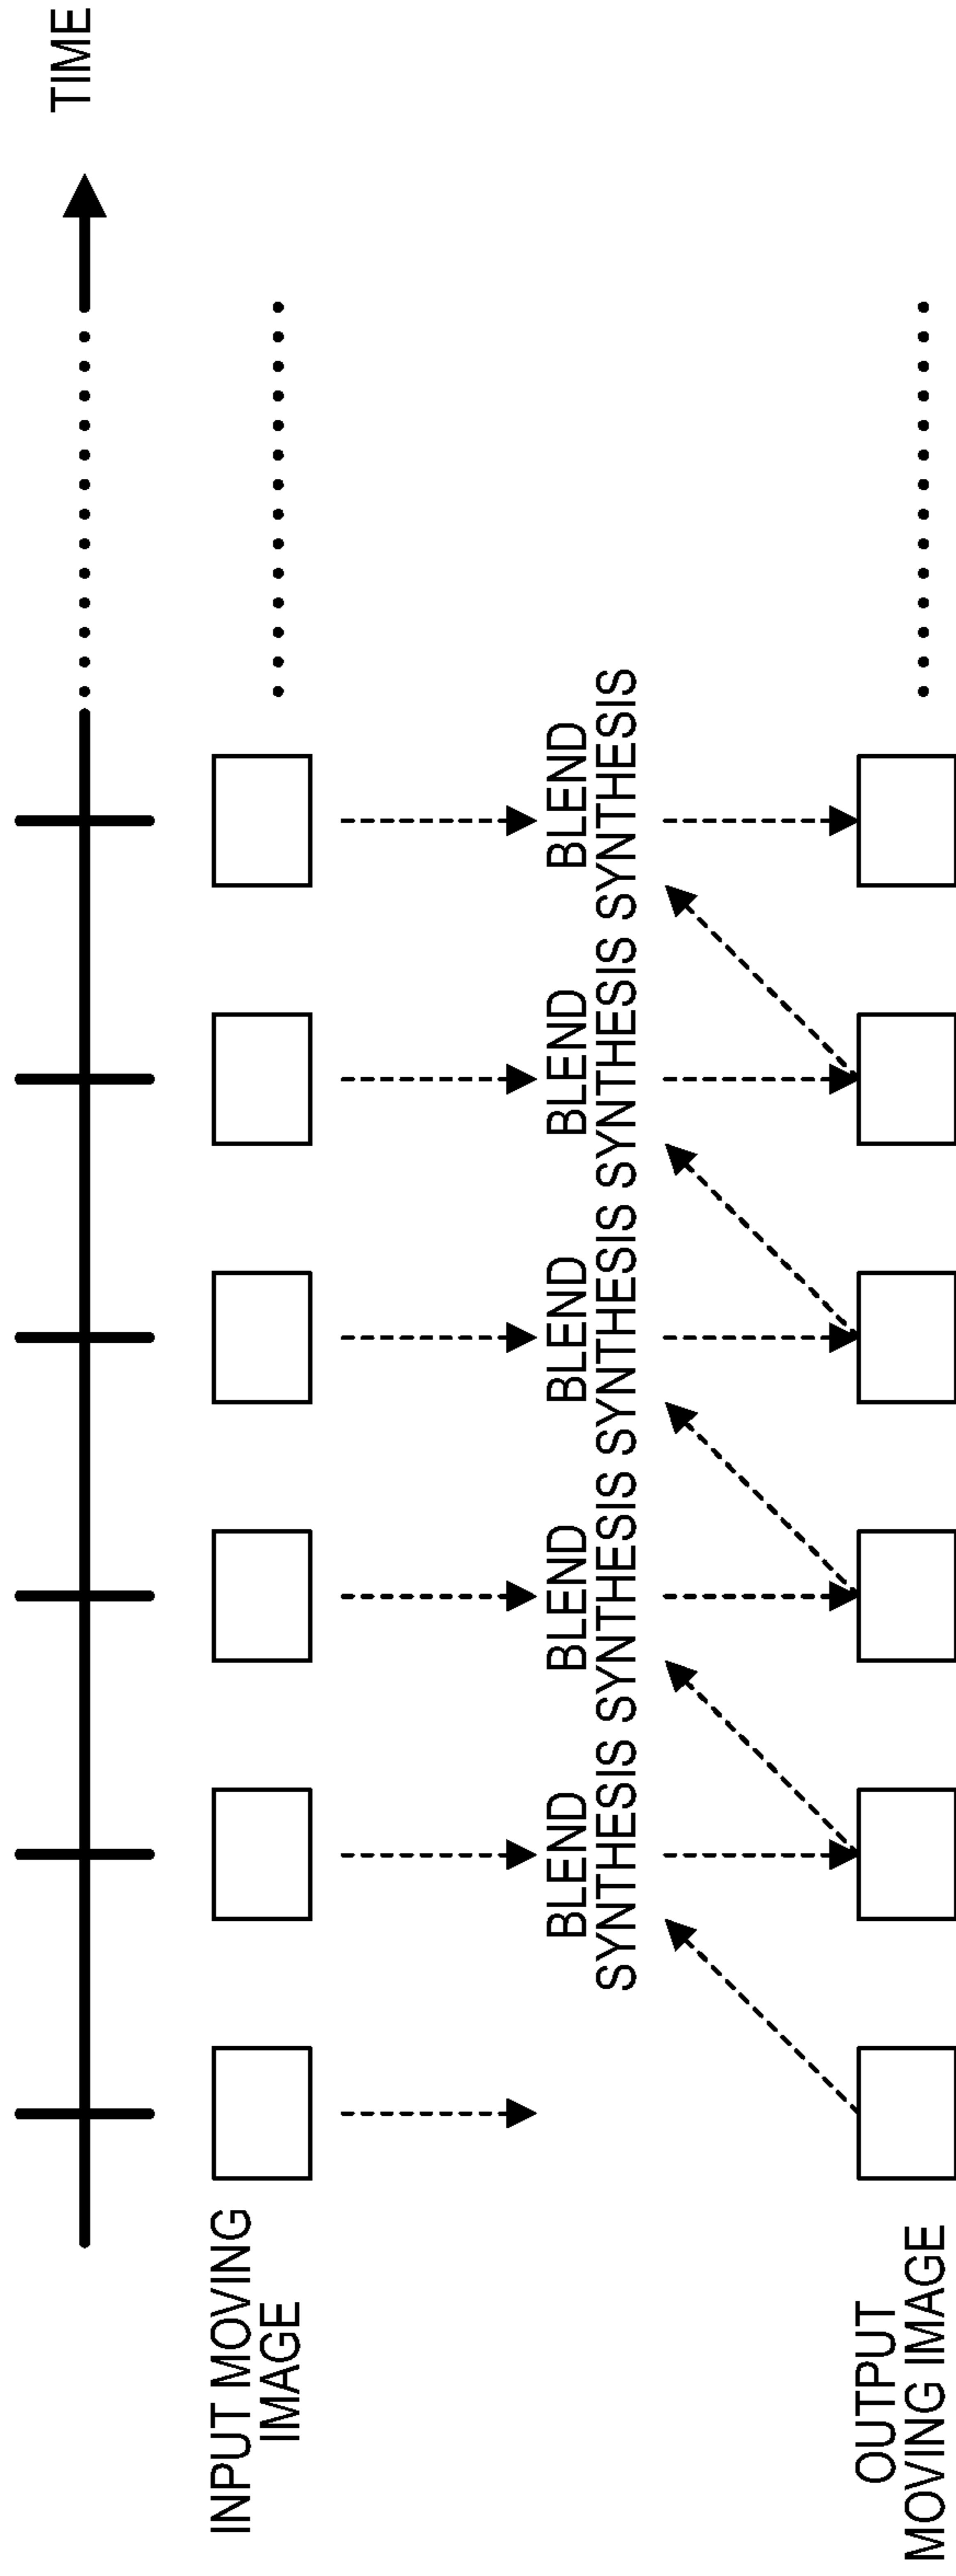 TIME
INPUT MOVING
IMAGE
BLEND BLEND BLEND BLEND BLEND
SYNTHESIS SYNTHESIS SYNTHESIS SYNTHESIS SYNTHESIS
OUTPUT
MOVING IMAGE